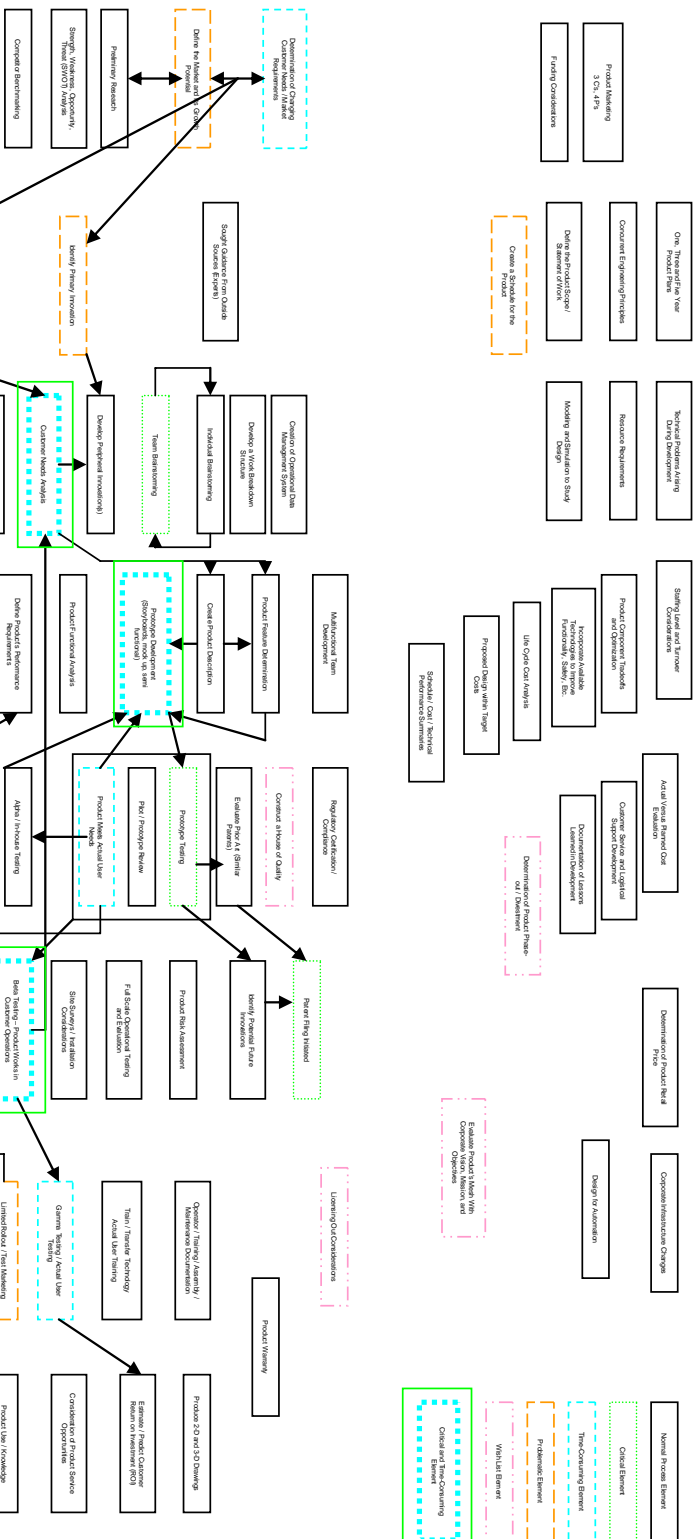 Product Marketing
3 C's, 4 P's
Funding Considerations
Determination of Changing
Customer Needs / Market
Requirements
Define the Market and its Growth
Potential
Preliminary Research
Strength, Weakness, Opportunity,
Threat (SWOT) Analysis
Competitor Benchmarking
One, Three and Five Year
Product Plans
Concurrent Engineering Principles
Define the Product Scope /
Statement of Work
Create a Schedule for the
Product
Sought Guidance From Outside
Sources (Experts)
Identify Primary Innovation
Technical Problems Arising
During Development
Resource Requirements
Modeling and Simulation to Study
Design
Creation of Operational Data
Management System
Develop a Work Breakdown
Structure
Individual Brainstorming
Team Brainstorming
Develop Peripheral Innovation(s)
Customer Needs Analysis
Staffing Level and Turnover
Considerations
Product Component Tradeoffs
and Optimization
Incorporate Available
Technologies to Improve
Functionality, Safety, Etc.
Life Cycle Cost Analysis
Proposed Design within Target
Costs
Schedule / Cost / Technical
Performance Summaries
Multifunctional Team
Development
Product Feature Determination
Create Product Description
Prototype Development
(Storyboards, mock up, semi
functional)
Product Functional Analysis
Define Product's Performance
Requirements
Actual Versus Planned Cost
Evaluation
Customer Service and Logistical
Support Development
Documentation of Lessons
Learned in Development
Determination of Product Phase-
out / Divestment
Regulatory Certification /
Compliance
Construct a House of Quality
Evaluate Prior Art (Similar
Patents)
Prototype Testing
Pilot / Prototype Review
Product Meets Actual User
Needs
Alpha / In-house Testing
Determination of Product Retail
Price
Patent Filing Initiated
Identify Potential Future
Innovations
Product Risk Assessment
Full Scale Operational Testing
and Evaluation
Site Surveys / Installation
Considerations
Beta Testing – Product Works in
Customer Operations
Corporate Infrastructure Changes
Design for Automation
Evaluate Product's Mesh With
Corporate Vision, Mission, and
Objectives
Licensing Out Considerations
Product Warranty
Operator / Training / Assembly /
Maintenance Documentation
Train / Transfer Technology
Actual User Training
Gamma Testing / Actual User
Testing
Limited Rollout / Test Marketing
Produce 2-D and 3-D Drawings
Estimate / Predict Customer
Return on Investment (ROI)
Consideration of Product Service
Opportunities
Product Use / Knowledge
Normal Process Element
Critical Element
Time-Consuming Element
Problematic Element
Wish List Element
Critical and Time-Consuming
Element